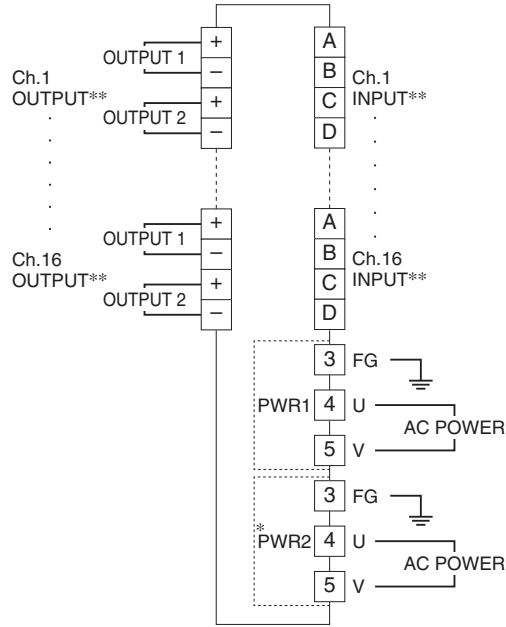 Ch.1
OUTPUT**
OUTPUT 1
+
−
OUTPUT 2
+
−
A
B
C
D
Ch.1
INPUT**
Ch.16
OUTPUT**
OUTPUT 1
+
−
OUTPUT 2
+
−
A
B
C
D
Ch.16
INPUT**
PWR1
3 FG
4 U
5 V
AC POWER
*
PWR2
3 FG
4 U
5 V
AC POWER